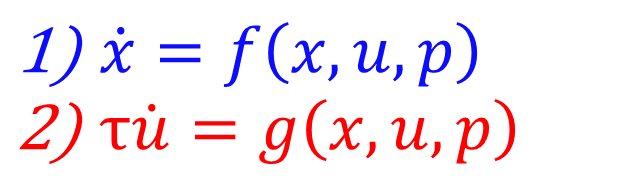 1) ẋ = f(x, u, p)
2) τu̇ = g(x, u, p)